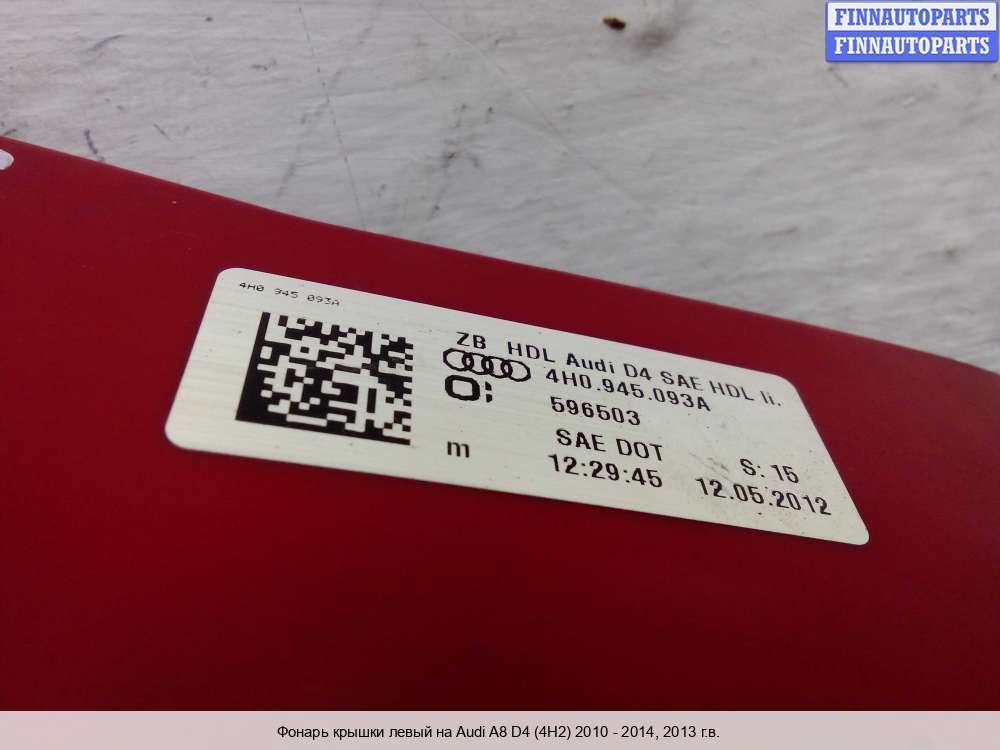 FINNAUTOPARTS
FINNAUTOPARTS
4H0 945 093A
ZB HDL Audi D4 SAE HDL li.
4H0.945.093A
596503
SAE DOT S: 15
m 12:29:45 12.05.2012
Фонарь крышки левый на Audi A8 D4 (4H2) 2010 - 2014, 2013 г.в.